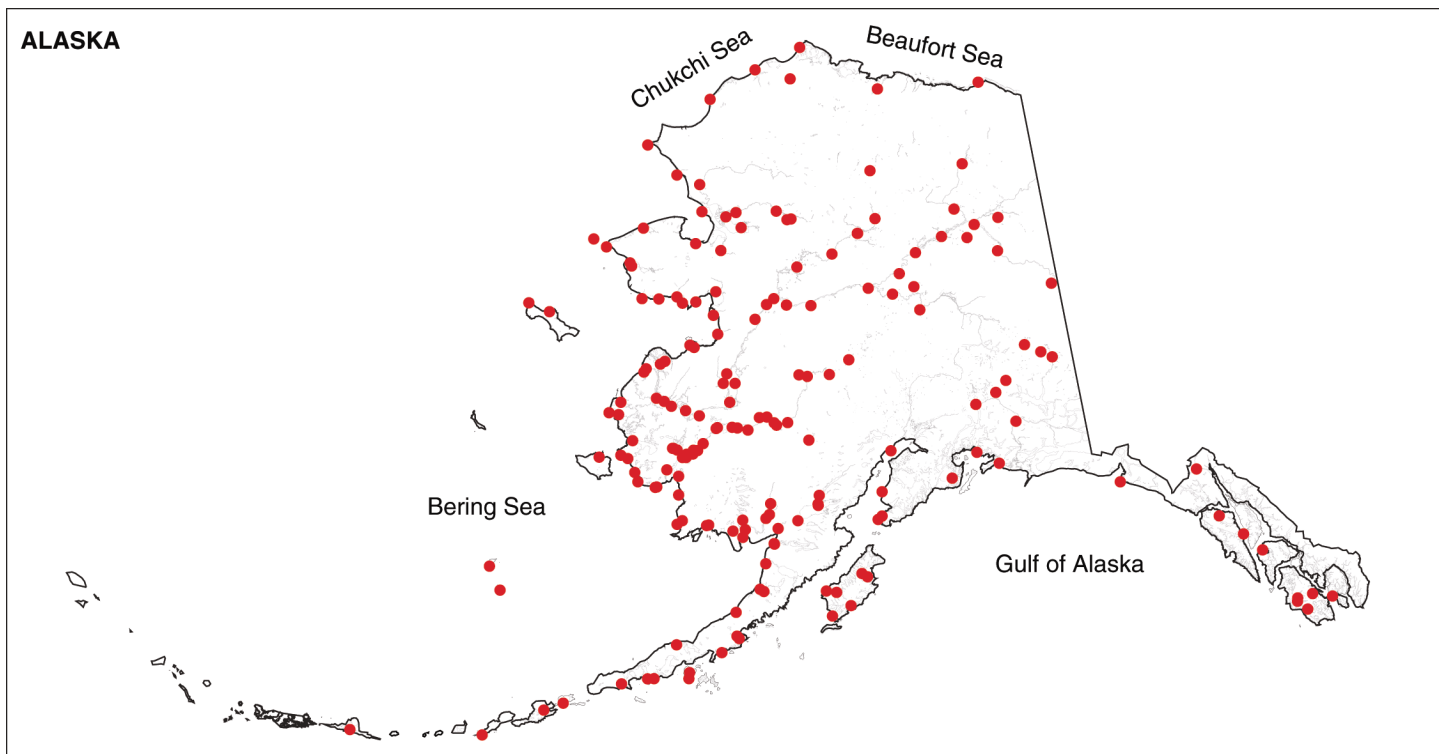 ALASKA
Chukchi Sea
Beaufort Sea
Bering Sea
Gulf of Alaska